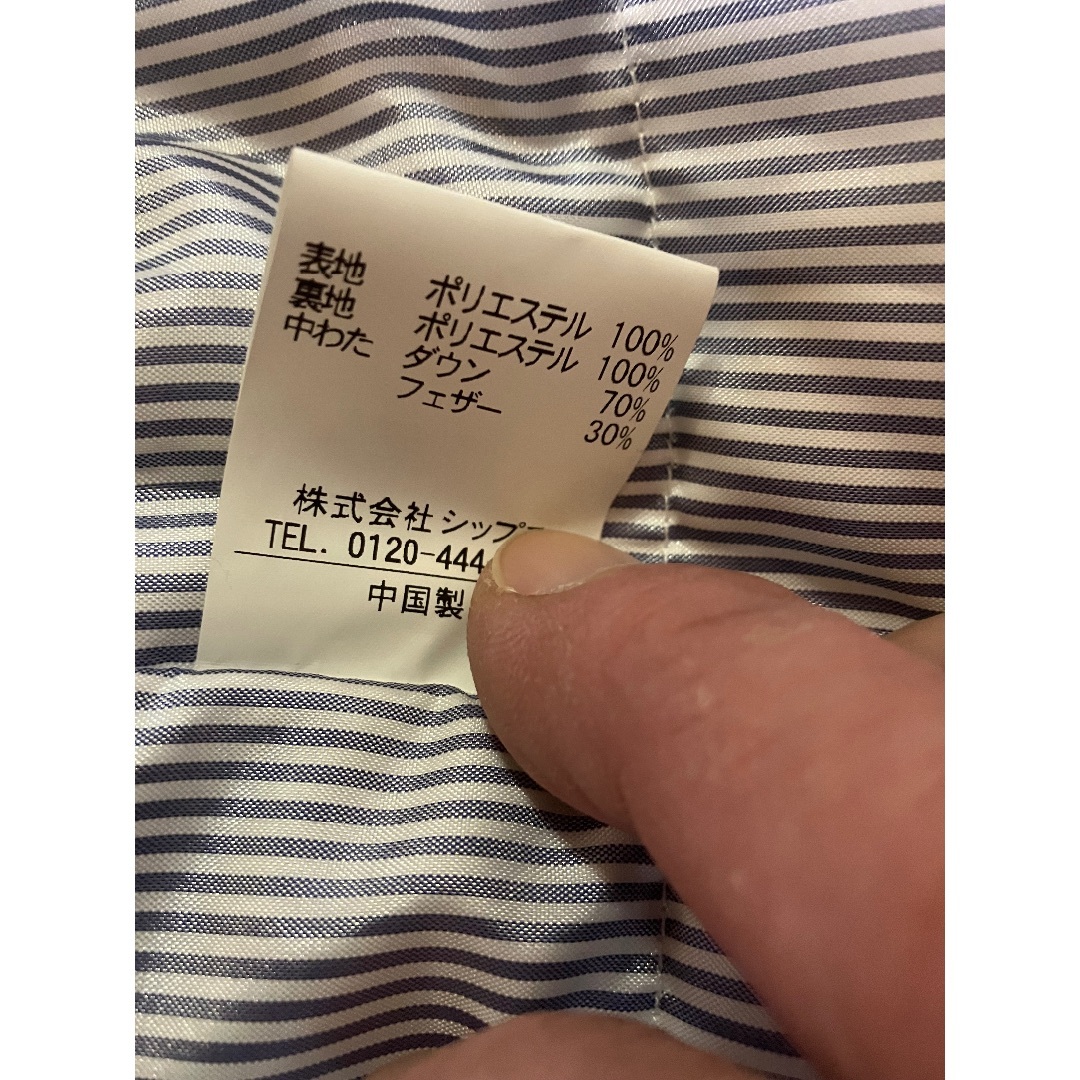 表地 ポリエステル 100%
裏地 ポリエステル 100%
中わた ダウン 70%
フェザー 30%
株式会社 シップ
TEL. 0120-444
中国製